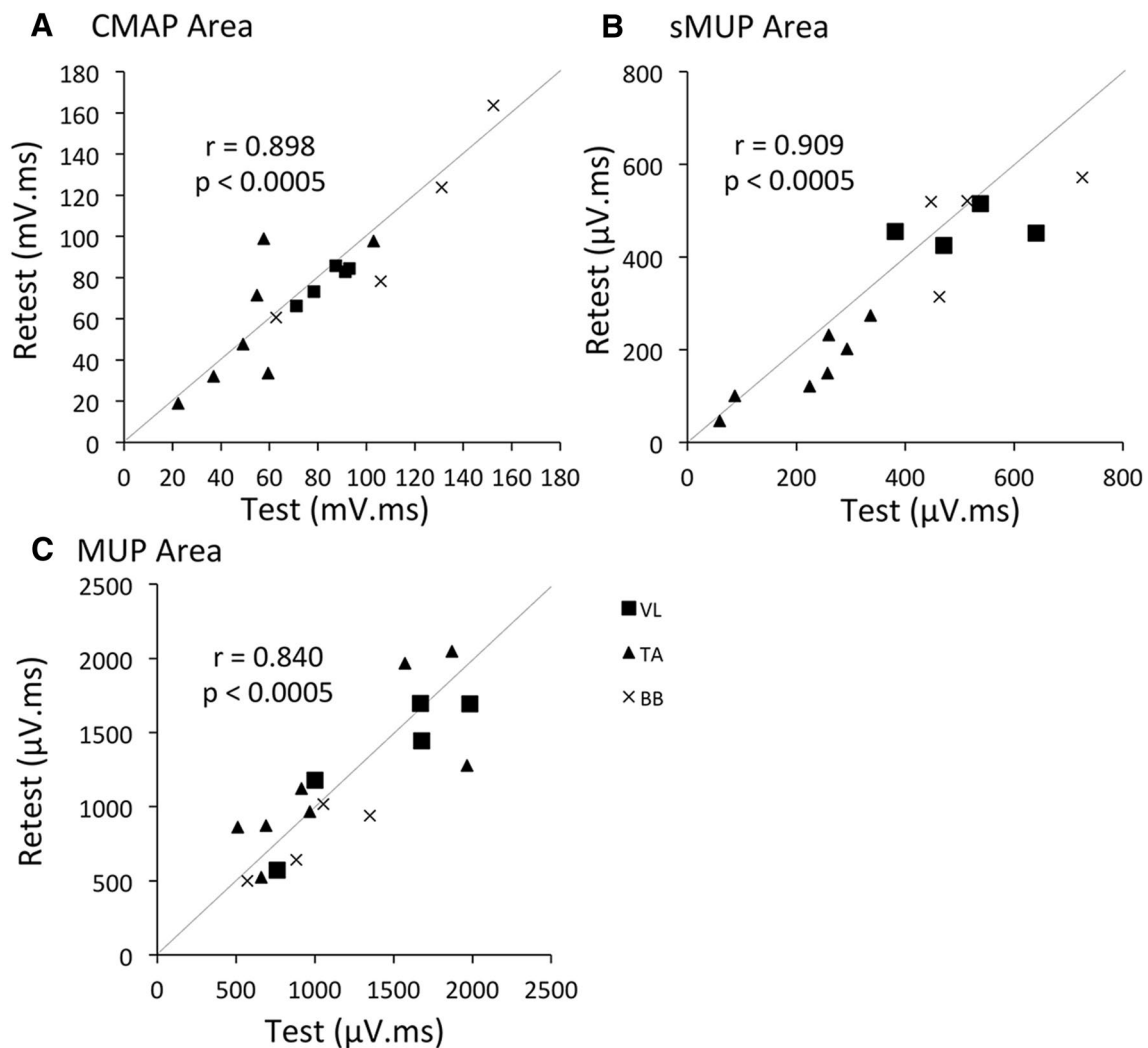 A CMAP Area
180
160
140
120
100
80
60
40
20
0
r = 0.898
p < 0.0005
Retest (mV.ms)
0 20 40 60 80 100 120 140 160 180
Test (mV.ms)
B sMUP Area
800
600
400
200
0
r = 0.909
p < 0.0005
Retest (µV.ms)
0 200 400 600 800
Test (µV.ms)
C MUP Area
2500
2000
1500
1000
500
0
r = 0.840
p < 0.0005
Retest (µV.ms)
0 500 1000 1500 2000 2500
Test (µV.ms)
VL
TA
BB